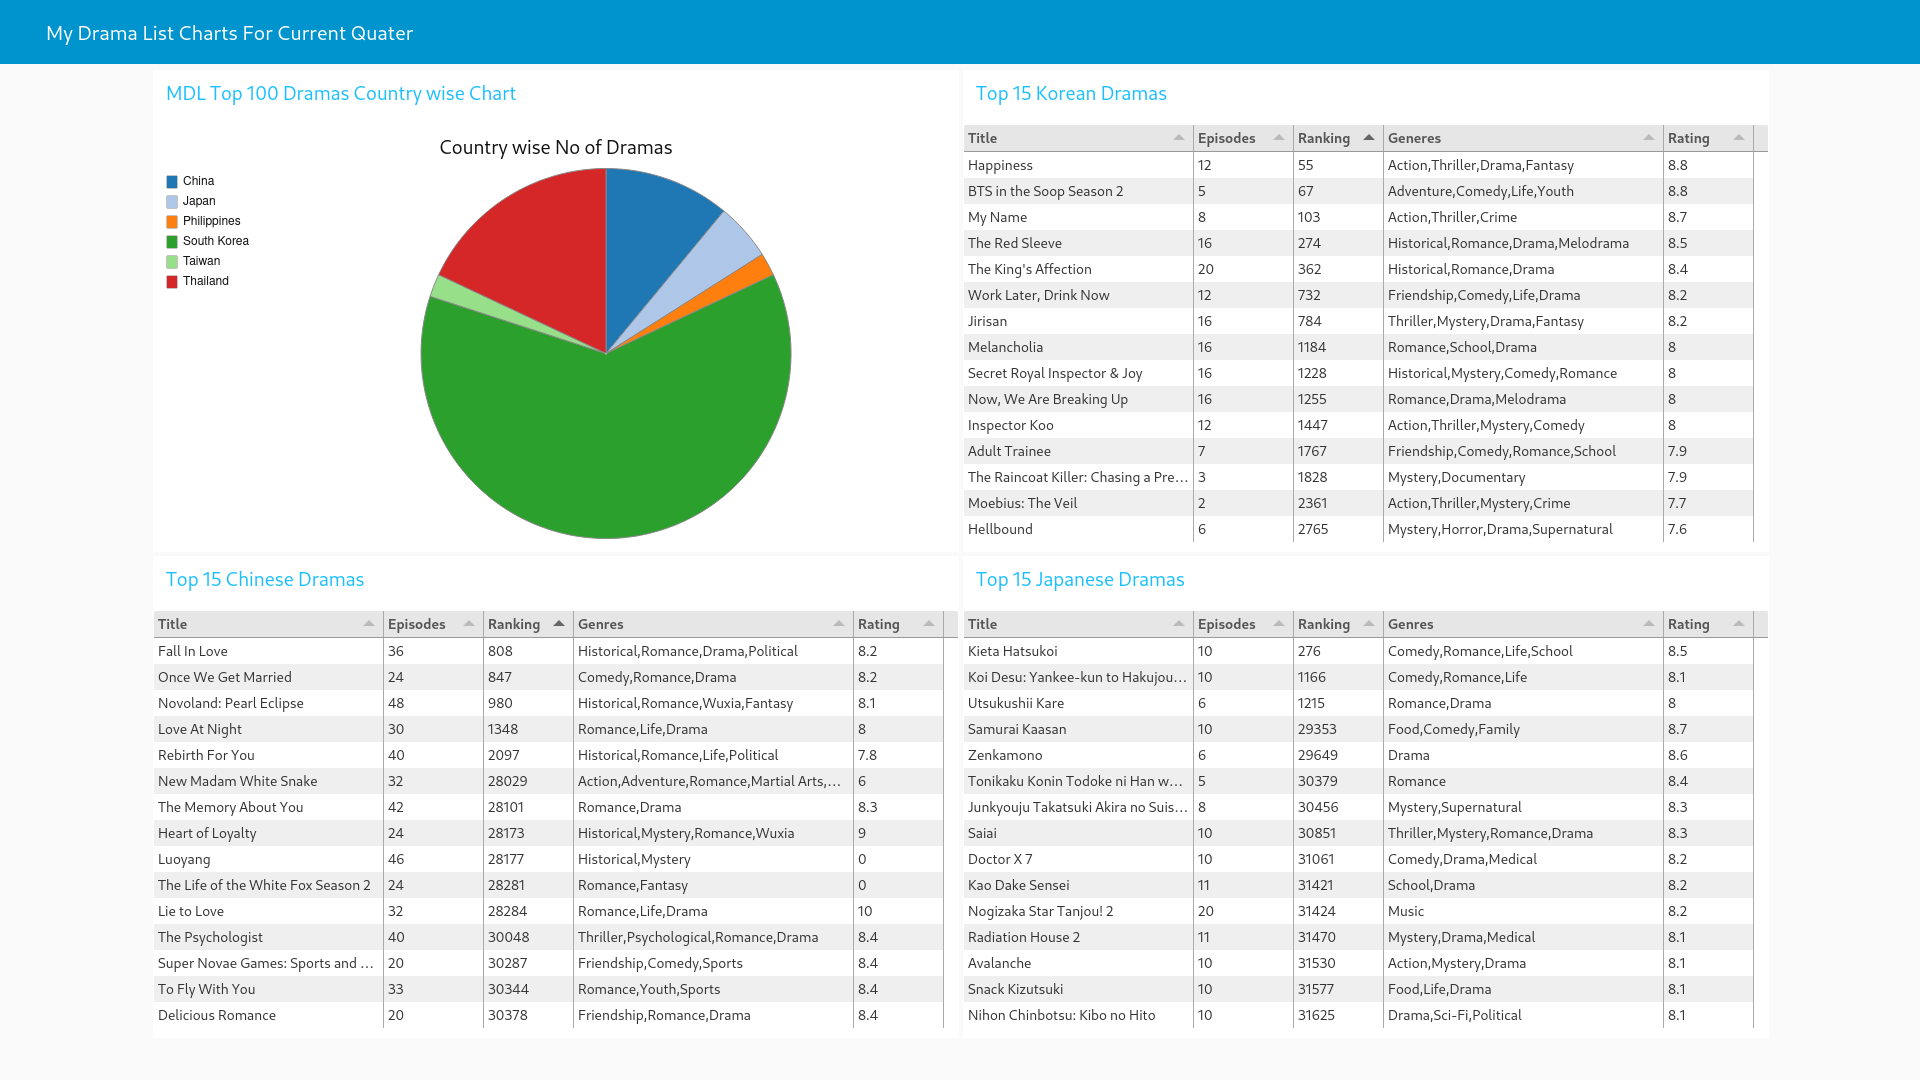 My Drama List Charts For Current Quater
MDL Top 100 Dramas Country wise Chart
Country wise No of Dramas
China
Japan
Philippines
South Korea
Taiwan
Thailand
Top 15 Korean Dramas
Title Episodes Ranking Generes Rating
Happiness 12 55 Action,Thriller,Drama,Fantasy 8.8
BTS in the Soop Season 2 5 67 Adventure,Comedy,Life,Youth 8.8
My Name 8 103 Action,Thriller,Crime 8.7
The Red Sleeve 16 274 Historical,Romance,Drama,Melodrama 8.5
The King's Affection 20 362 Historical,Romance,Drama 8.4
Work Later, Drink Now 12 732 Friendship,Comedy,Life,Drama 8.2
Jirisan 16 784 Thriller,Mystery,Drama,Fantasy 8.2
Melancholia 16 1184 Romance,School,Drama 8
Secret Royal Inspector & Joy 16 1228 Historical,Mystery,Comedy,Romance 8
Now, We Are Breaking Up 16 1255 Romance,Drama,Melodrama 8
Inspector Koo 12 1447 Action,Thriller,Mystery,Comedy 8
Adult Trainee 7 1767 Friendship,Comedy,Romance,School 7.9
The Raincoat Killer: Chasing a Pre... 3 1828 Mystery,Documentary 7.9
Moebius: The Veil 2 2361 Action,Thriller,Mystery,Crime 7.7
Hellbound 6 2765 Mystery,Horror,Drama,Supernatural 7.6
Top 15 Chinese Dramas
Title Episodes Ranking Genres Rating
Fall In Love 36 808 Historical,Romance,Drama,Political 8.2
Once We Get Married 24 847 Comedy,Romance,Drama 8.2
Novoland: Pearl Eclipse 48 980 Historical,Romance,Wuxia,Fantasy 8.1
Love At Night 30 1348 Romance,Life,Drama 8
Rebirth For You 40 2097 Historical,Romance,Life,Political 7.8
New Madam White Snake 32 28029 Action,Adventure,Romance,Martial Arts,... 6
The Memory About You 42 28101 Romance,Drama 8.3
Heart of Loyalty 24 28173 Historical,Mystery,Romance,Wuxia 9
Luoyang 46 28177 Historical,Mystery 0
The Life of the White Fox Season 2 24 28281 Romance,Fantasy 0
Lie to Love 32 28284 Romance,Life,Drama 10
The Psychologist 40 30048 Thriller,Psychological,Romance,Drama 8.4
Super Novae Games: Sports and ... 20 30287 Friendship,Comedy,Sports 8.4
To Fly With You 33 30344 Romance,Youth,Sports 8.4
Delicious Romance 20 30378 Friendship,Romance,Drama 8.4
Top 15 Japanese Dramas
Title Episodes Ranking Genres Rating
Kieta Hatsukoi 10 276 Comedy,Romance,Life,School 8.5
Koi Desu: Yankee-kun to Hakujou... 10 1166 Comedy,Romance,Life 8.1
Utsukushii Kare 6 1215 Romance,Drama 8
Samurai Kaasan 10 29353 Food,Comedy,Family 8.7
Zenkamono 6 29649 Drama 8.6
Tonikaku Konin Todoke ni Han w... 5 30379 Romance 8.4
Junkyouju Takatsuki Akira no Suis... 8 30456 Mystery,Supernatural 8.3
Saiai 10 30851 Thriller,Mystery,Romance,Drama 8.3
Doctor X 7 10 31061 Comedy,Drama,Medical 8.2
Kao Dake Sensei 11 31421 School,Drama 8.2
Nogizaka Star Tanjou! 2 20 31424 Music 8.2
Radiation House 2 11 31470 Mystery,Drama,Medical 8.1
Avalanche 10 31530 Action,Mystery,Drama 8.1
Snack Kizutsuki 10 31577 Food,Life,Drama 8.1
Nihon Chinbotsu: Kibo no Hito 10 31625 Drama,Sci-Fi,Political 8.1